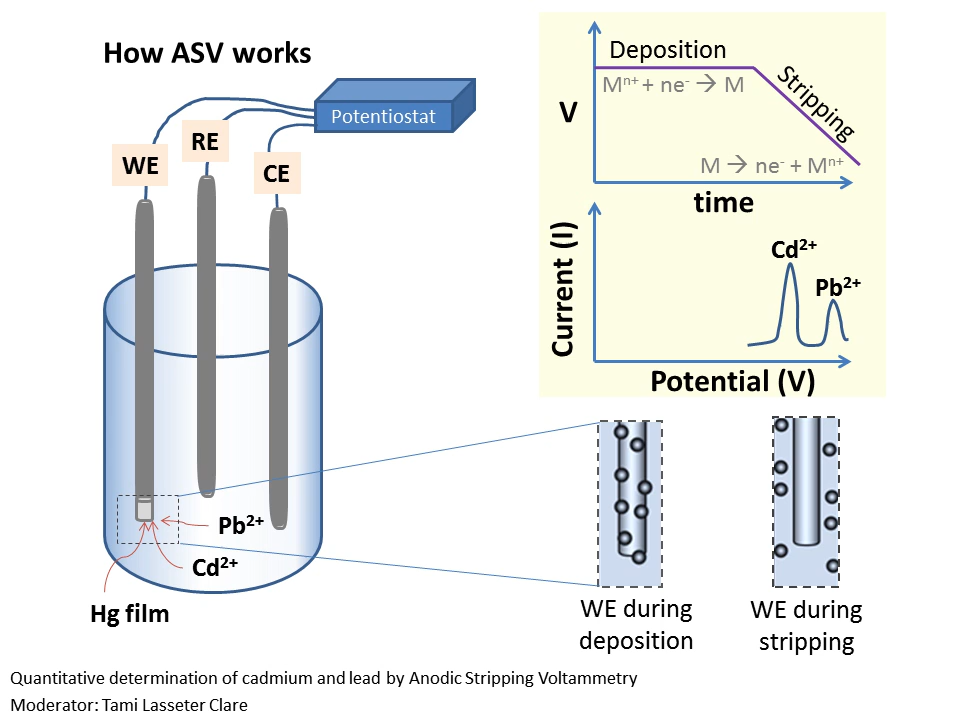 How ASV works
Potentiostat
WE
RE
CE
Pb²⁺
Cd²⁺
Hg film
Deposition
Mⁿ⁺ + ne⁻ → M
Stripping
V
M → ne⁻ + Mⁿ⁺
time
Current (I)
Cd²⁺
Pb²⁺
Potential (V)
WE during
deposition
WE during
stripping
Quantitative determination of cadmium and lead by Anodic Stripping Voltammetry
Moderator: Tami Lasseter Clare